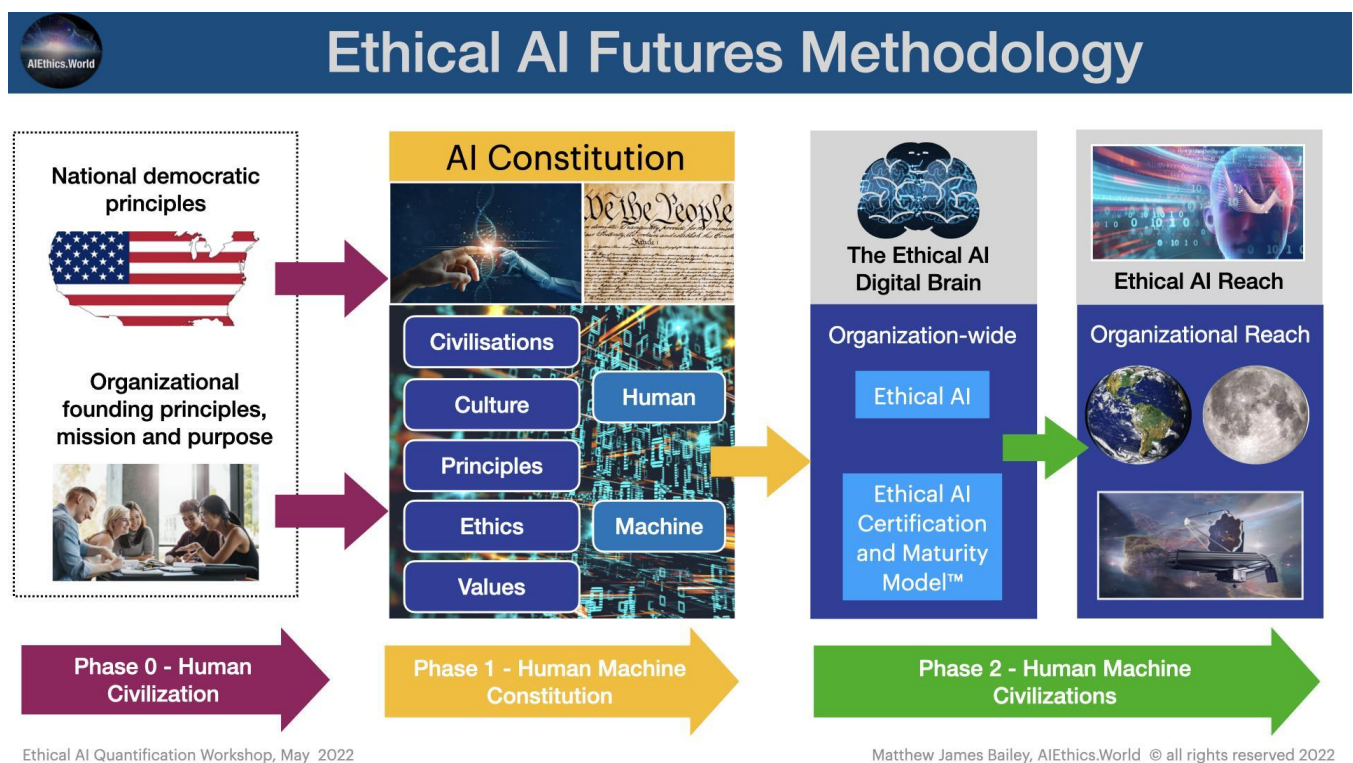 AIEthics.World
Ethical AI Futures Methodology
National democratic
principles
Organizational
founding principles,
mission and purpose
AI Constitution
We the People
Article I
Civilisations
Culture
Principles
Ethics
Values
Human
Machine
The Ethical AI
Digital Brain
Organization-wide
Ethical AI
Ethical AI
Certification
and Maturity
Model™
Ethical AI Reach
Organizational Reach
Phase 0 - Human
Civilization
Phase 1 - Human Machine
Constitution
Phase 2 - Human Machine
Civilizations
Ethical AI Quantification Workshop, May 2022
Matthew James Bailey, AIEthics.World © all rights reserved 2022